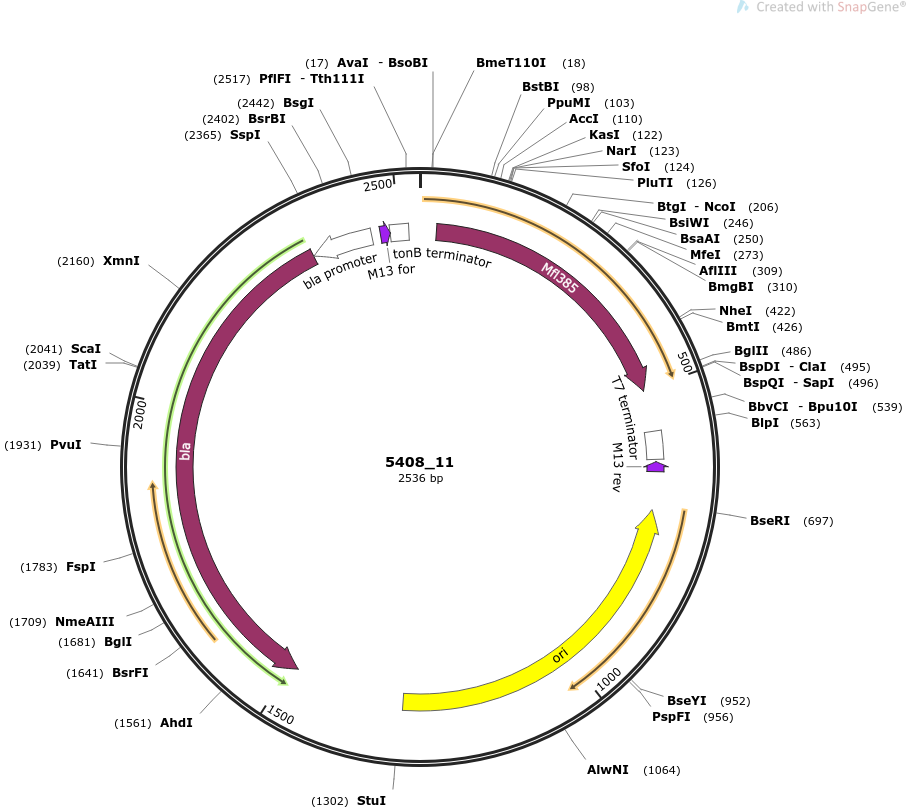 Created with SnapGene®
(17) AvaI - BsoBI
BmeT110I (18)
(2517) PflFI - Tth111I
BstBI (98)
(2442) BsgI
PpuMI (103)
(2402) BsrBI
AccI (110)
(2365) SspI
KasI (122)
NarI (123)
SfoI (124)
PluTI (126)
2500
BtgI - NcoI (206)
BsiWI (246)
BsaAI (250)
MfeI (273)
AflIII (309)
BmgBI (310)
bla promoter
M13 for
tonB terminator
Mfl385
(2160) XmnI
NheI (422)
BmtI (426)
(2041) ScaI
(2039) TatI
BglII (486)
500
BspDI - ClaI (495)
BspQI - SapI (496)
2000
BbvCI - Bpu10I (539)
BlpI (563)
T7 terminator
(1931) PvuI
bla
M13 rev
5408_11
2536 bp
BseRI (697)
(1783) FspI
(1709) NmeAIII
(1681) BglI
(1641) BsrFI
ori
1000
BseYI (952)
PspFI (956)
(1561) AhdI
1500
AlwNI (1064)
(1302) StuI